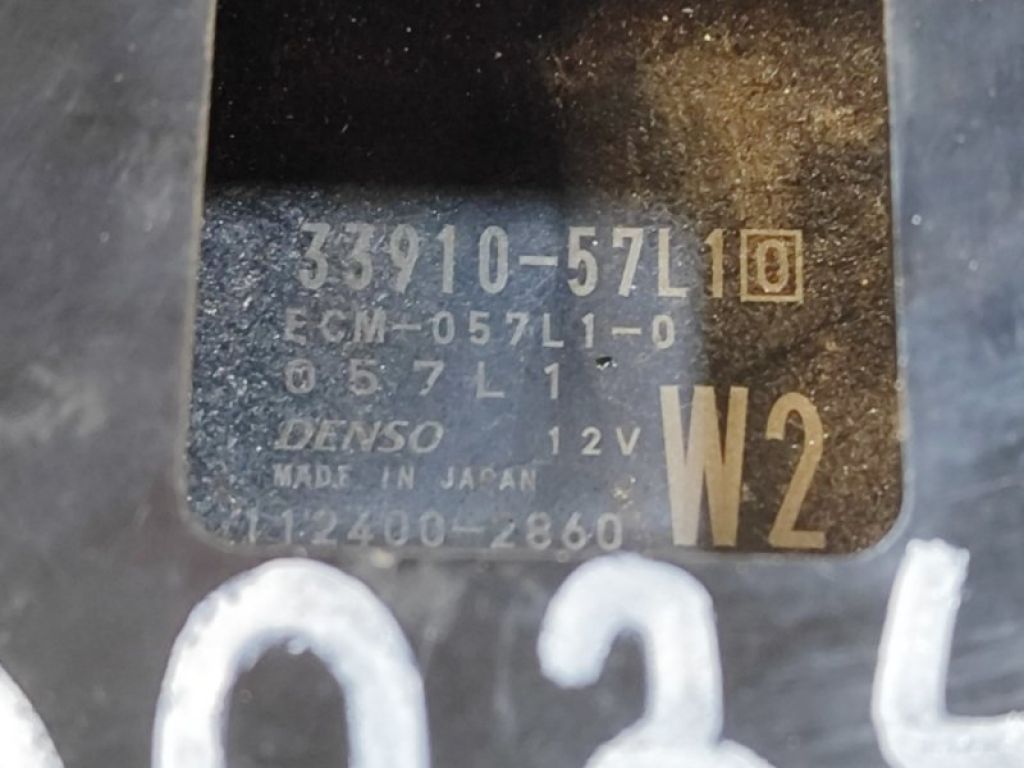 33910-57L10
ECM-057L1-0
057L1
DENSO 12V
W2
MADE IN JAPAN
112400-2860